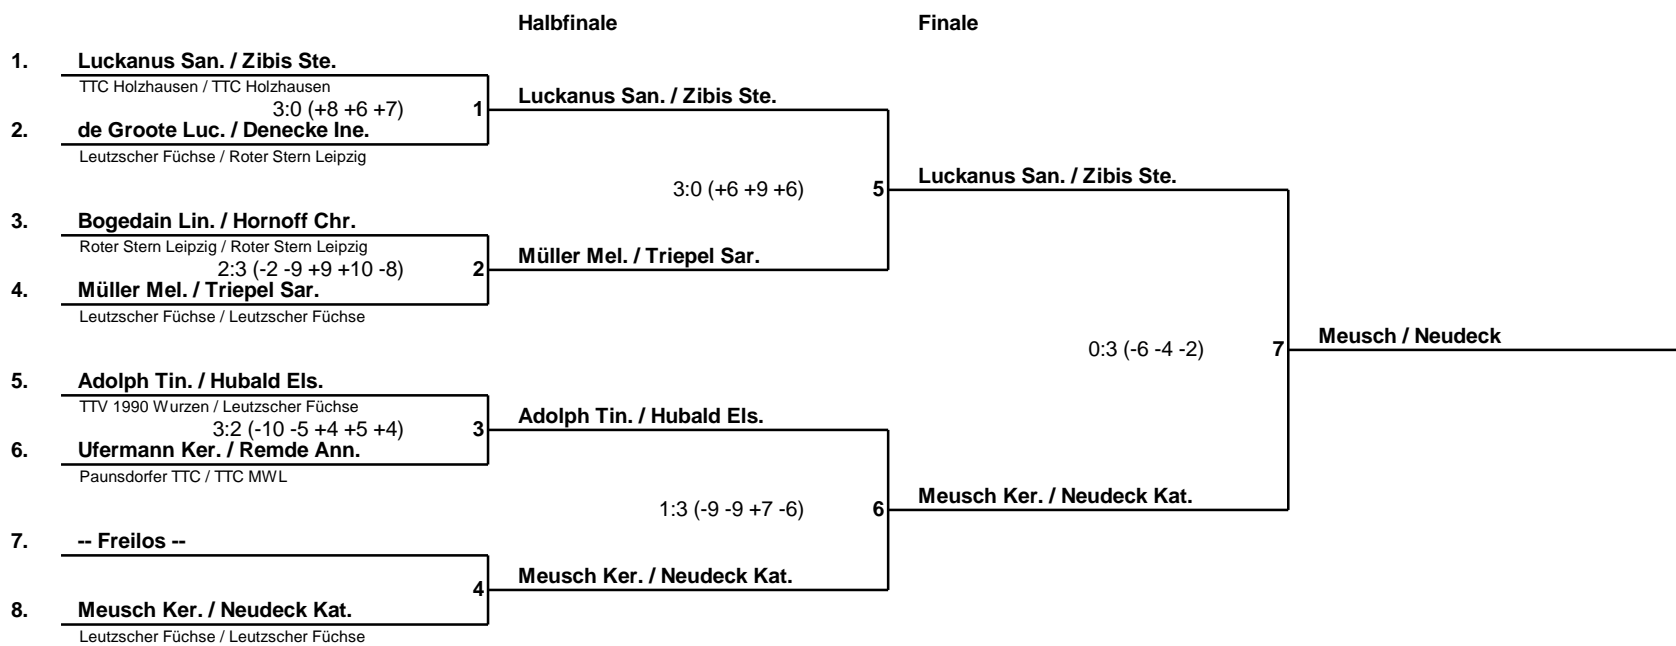 Halbfinale
Finale
1. Luckanus San. / Zibis Ste.
TTC Holzhausen / TTC Holzhausen
3:0 (+8 +6 +7) 1
Luckanus San. / Zibis Ste.
2. de Groote Luc. / Denecke Ine.
Leutzscher Füchse / Roter Stern Leipzig
3:0 (+6 +9 +6) 5
Luckanus San. / Zibis Ste.
3. Bogedain Lin. / Hornoff Chr.
Roter Stern Leipzig / Roter Stern Leipzig
2:3 (-2 -9 +9 +10 -8) 2
Müller Mel. / Triepel Sar.
4. Müller Mel. / Triepel Sar.
Leutzscher Füchse / Leutzscher Füchse
0:3 (-6 -4 -2) 7
Meusch / Neudeck
5. Adolph Tin. / Hubald Els.
TTV 1990 Wurzen / Leutzscher Füchse
3:2 (-10 -5 +4 +5 +4) 3
Adolph Tin. / Hubald Els.
6. Ufermann Ker. / Remde Ann.
Paunsdorfer TTC / TTC MWL
1:3 (-9 -9 +7 -6) 6
Meusch Ker. / Neudeck Kat.
7. -- Freilos --
4
Meusch Ker. / Neudeck Kat.
8. Meusch Ker. / Neudeck Kat.
Leutzscher Füchse / Leutzscher Füchse